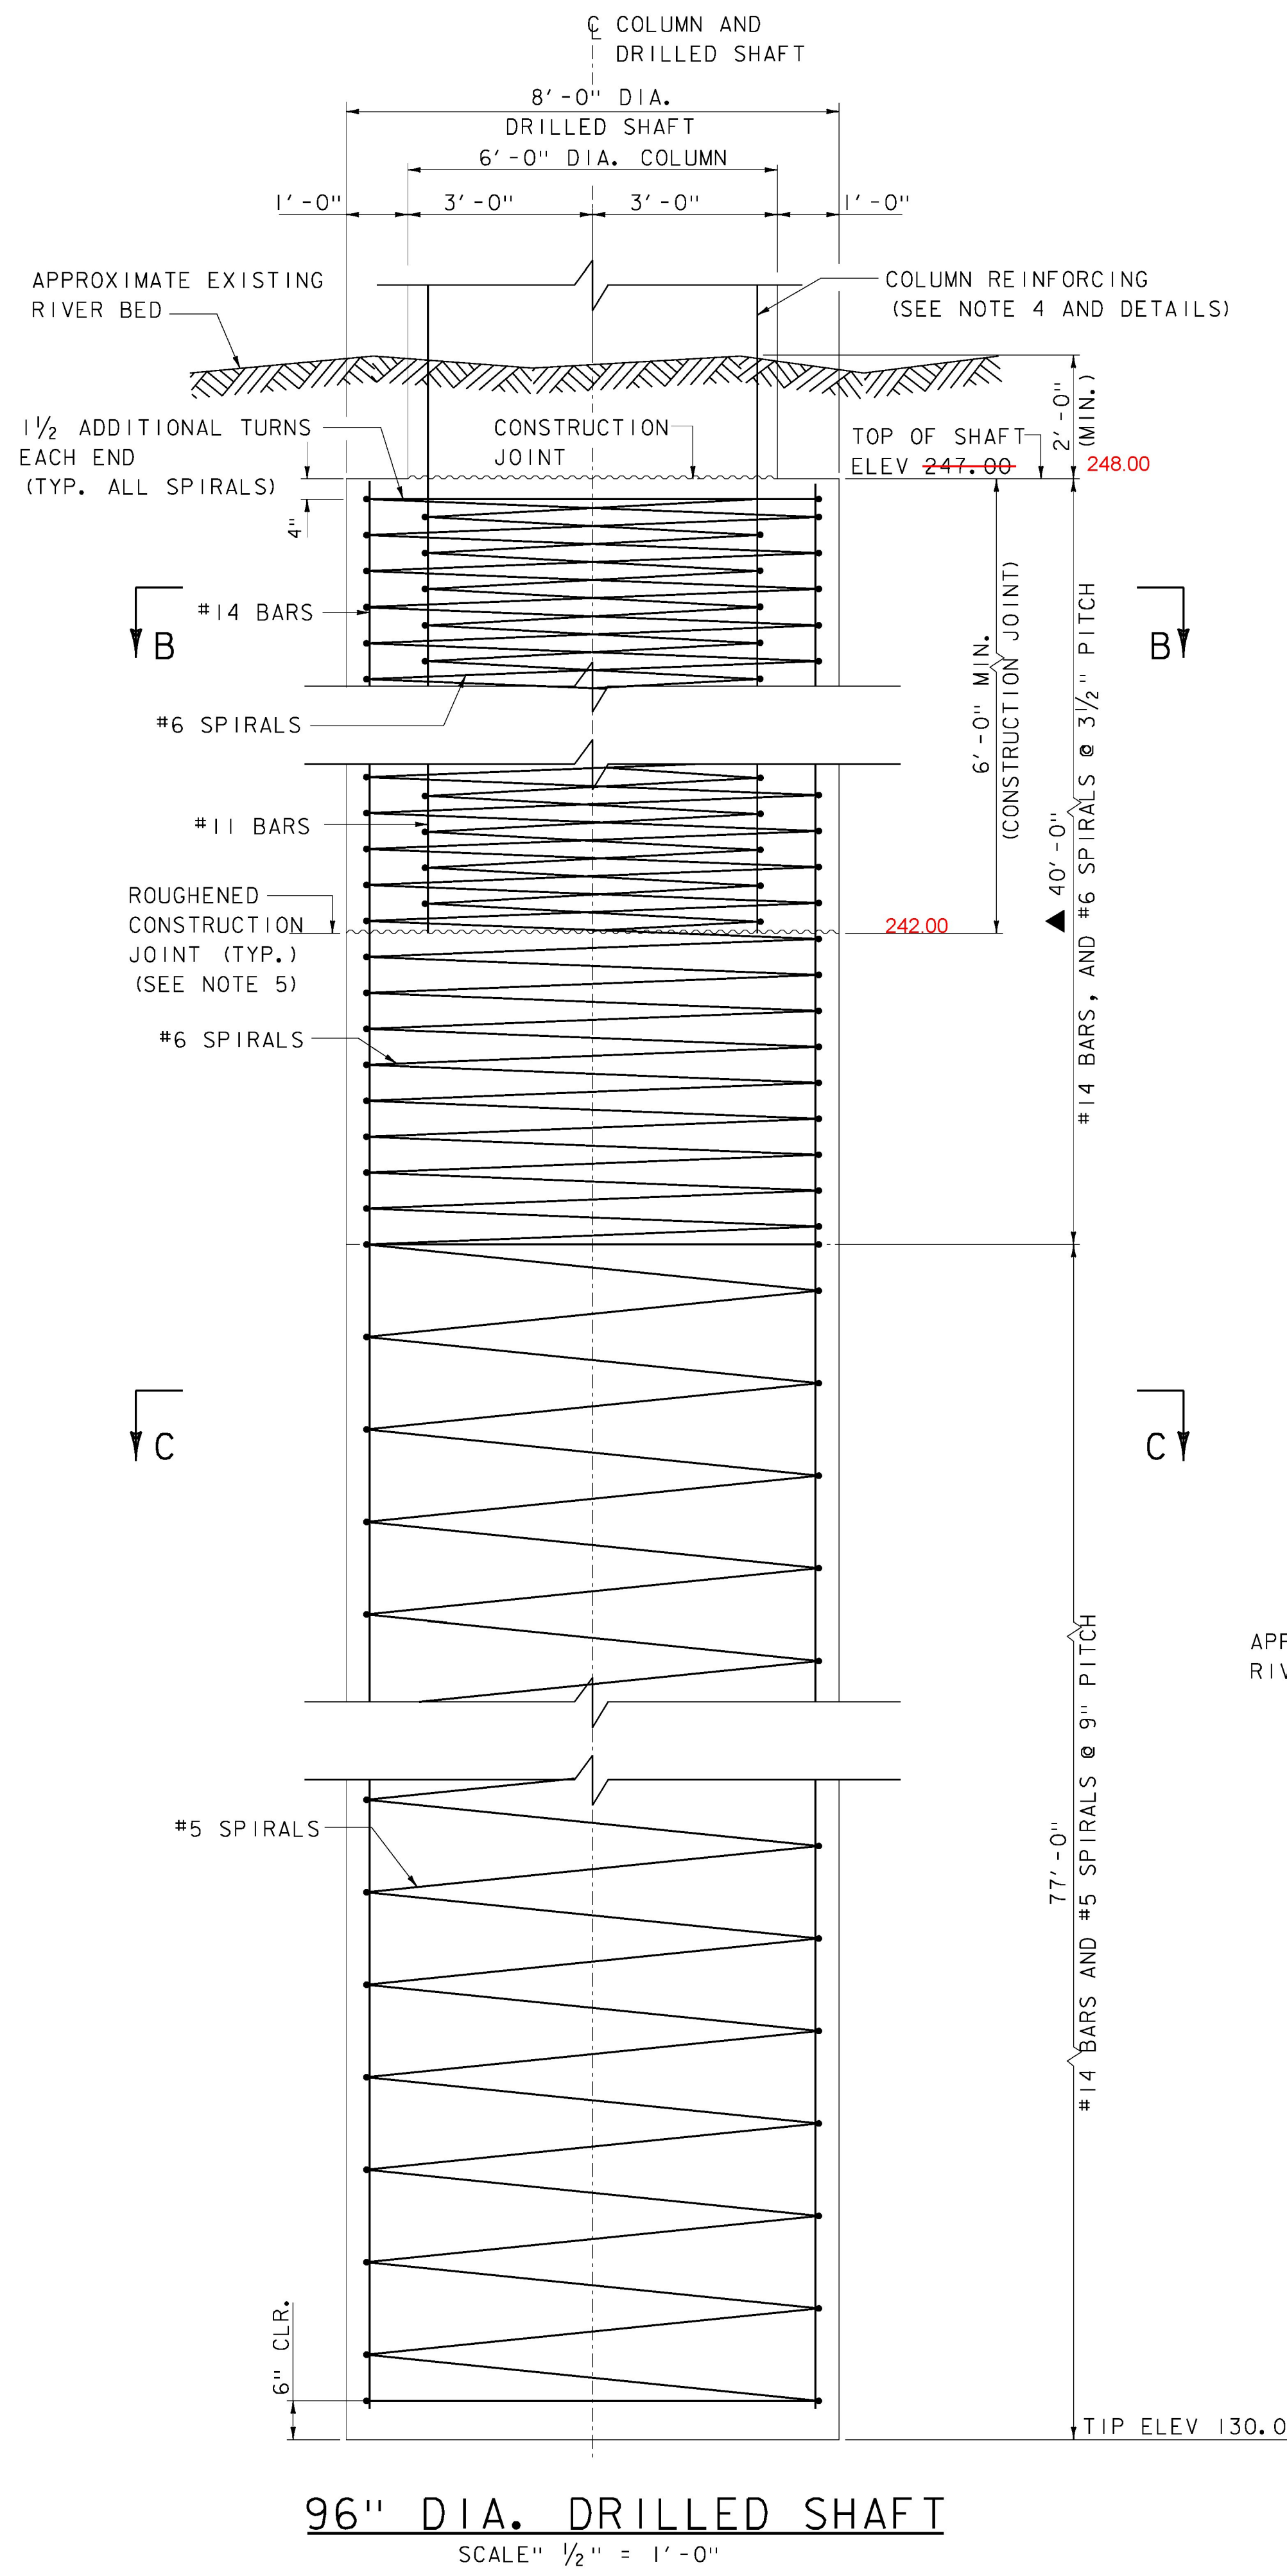 ℄ COLUMN AND
DRILLED SHAFT
8'-0" DIA.
DRILLED SHAFT
6'-0" DIA. COLUMN
1'-0"
3'-0"
3'-0"
1'-0"
APPROXIMATE EXISTING
RIVER BED
COLUMN REINFORCING
(SEE NOTE 4 AND DETAILS)
1½ ADDITIONAL TURNS
EACH END
(TYP. ALL SPIRALS)
CONSTRUCTION
JOINT
TOP OF SHAFT
ELEV 247.00
248.00
2'-0"
(MIN.)
4"
#14 BARS
B
B
#6 SPIRALS
6'-0" MIN.
(CONSTRUCTION JOINT)
▲ 40'-0"
#14 BARS, AND #6 SPIRALS @ 3½" PITCH
#11 BARS
ROUGHENED
CONSTRUCTION
JOINT (TYP.)
(SEE NOTE 5)
242.00
#6 SPIRALS
C
C
APP
RIV
77'-0"
#14 BARS AND #5 SPIRALS @ 9" PITCH
#5 SPIRALS
6" CLR.
TIP ELEV 130.0
96" DIA. DRILLED SHAFT
SCALE" ½" = 1'-0"